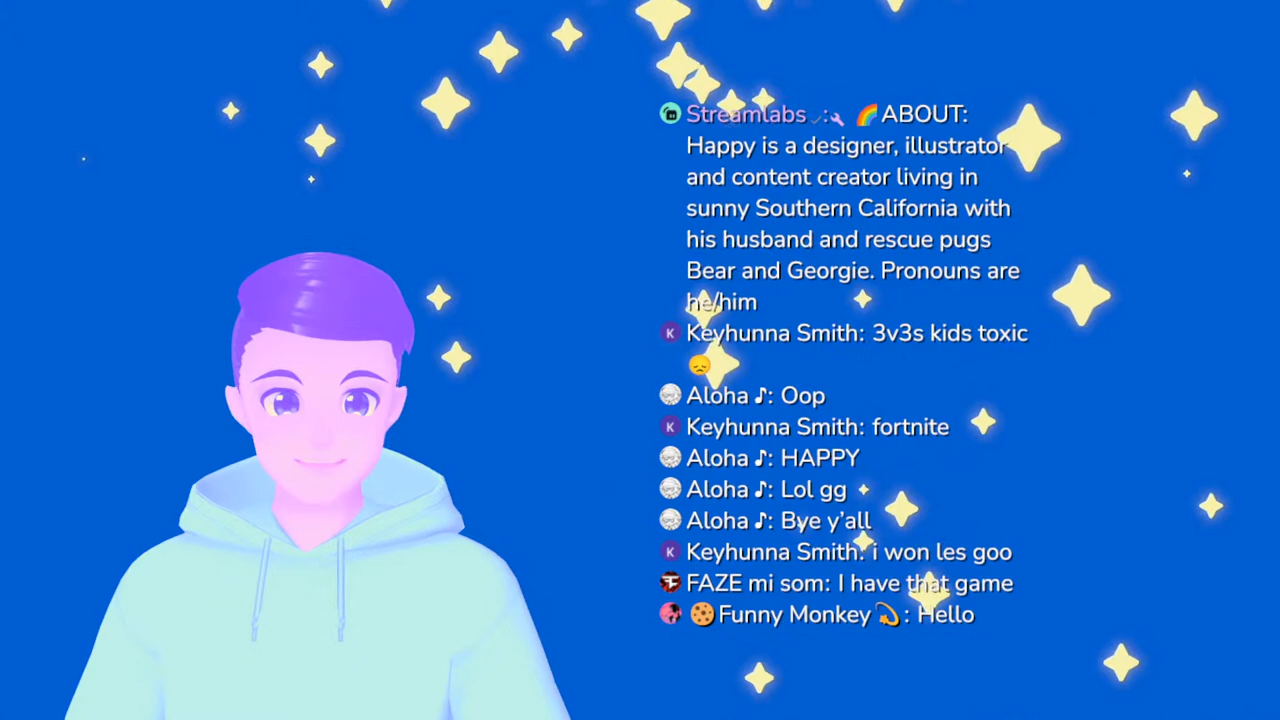 Streamlabs 🌈ABOUT:
Happy is a designer, illustrator
and content creator living in
sunny Southern California with
his husband and rescue pugs
Bear and Georgie. Pronouns are
he/him
K Keyhunna Smith: 3v3s kids toxic
😞
Aloha ♪: Oop
K Keyhunna Smith: fortnite
Aloha ♪: HAPPY
Aloha ♪: Lol gg
Aloha ♪: Bye y'all
K Keyhunna Smith: i won les goo
FAZE mi som: I have that game
🍪Funny Monkey💫: Hello